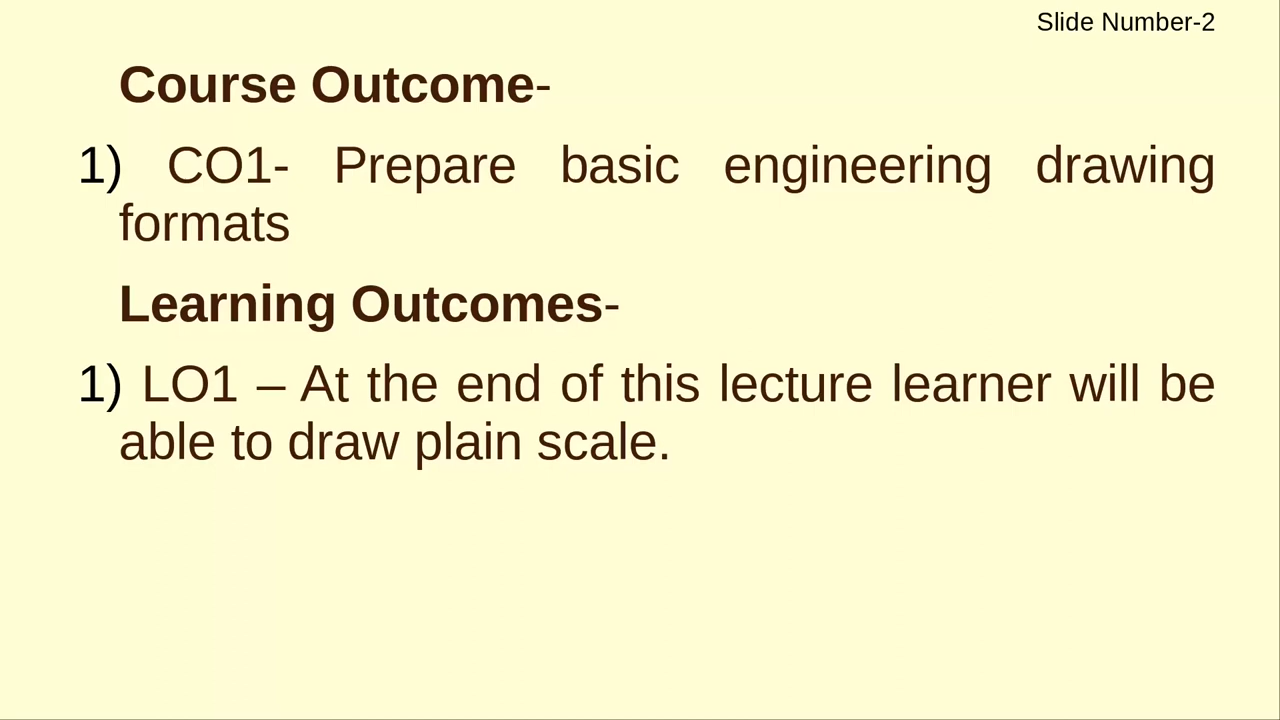 Slide Number-2
Course Outcome-
1) CO1- Prepare basic engineering drawing
formats
Learning Outcomes-
1) LO1 – At the end of this lecture learner will be
able to draw plain scale.